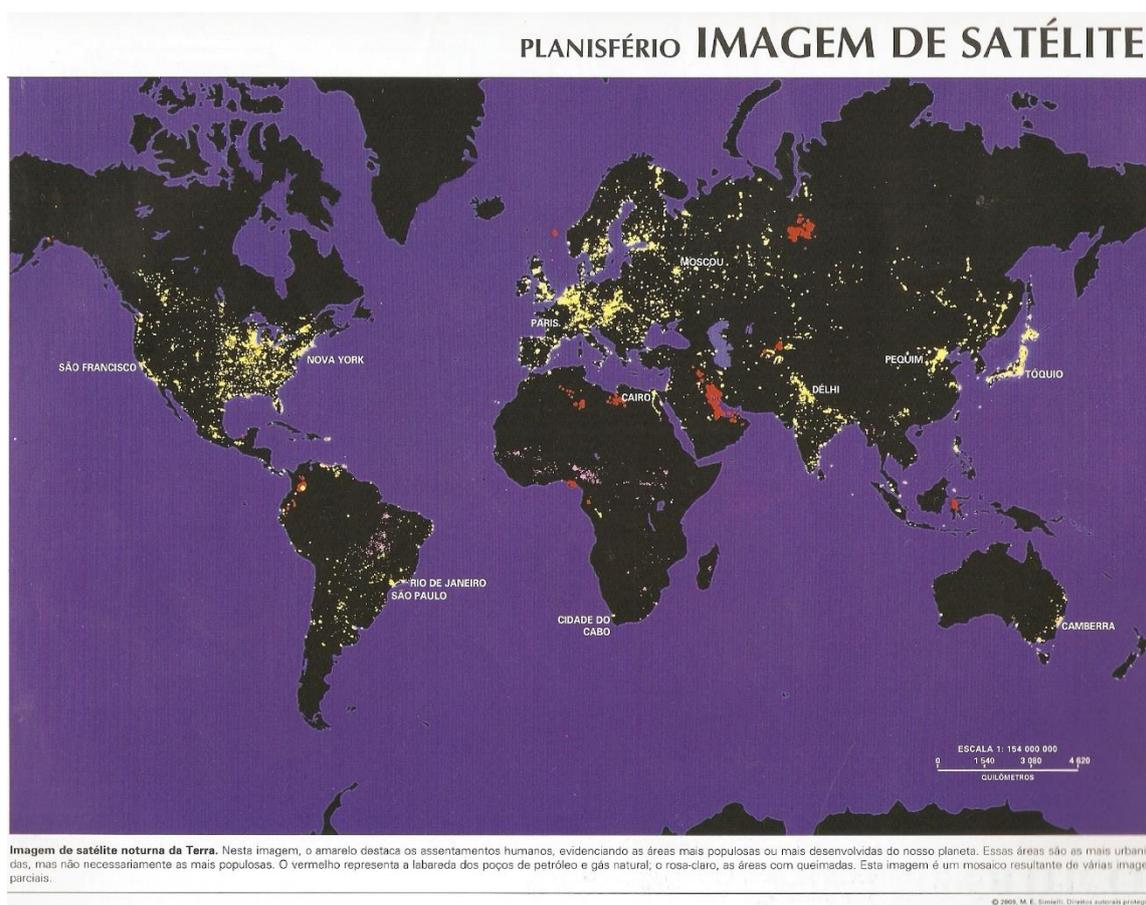 PLANISFÉRIO IMAGEM DE SATÉLITE
MOSCOU
PARIS
NOVA YORK
SÃO FRANCISCO
PEQUIM
TÓQUIO
DÉLHI
CAIRO
RIO DE JANEIRO
SÃO PAULO
CIDADE DO
CABO
CAMBERRA
ESCALA 1: 154 000 000
0 1 540 3 080 4 620
QUILÔMETROS
Imagem de satélite noturna da Terra. Nesta imagem, o amarelo destaca os assentamentos humanos, evidenciando as áreas mais populosas ou mais desenvolvidas do nosso planeta. Essas áreas são as mais urbani
das, mas não necessariamente as mais populosas. O vermelho representa a labareda dos poços de petróleo e gás natural; o rosa-claro, as áreas com queimadas. Esta imagem é um mosaico resultante de várias image
parciais.
© 2009, M. E. Simielli. Direitos autorais proteg